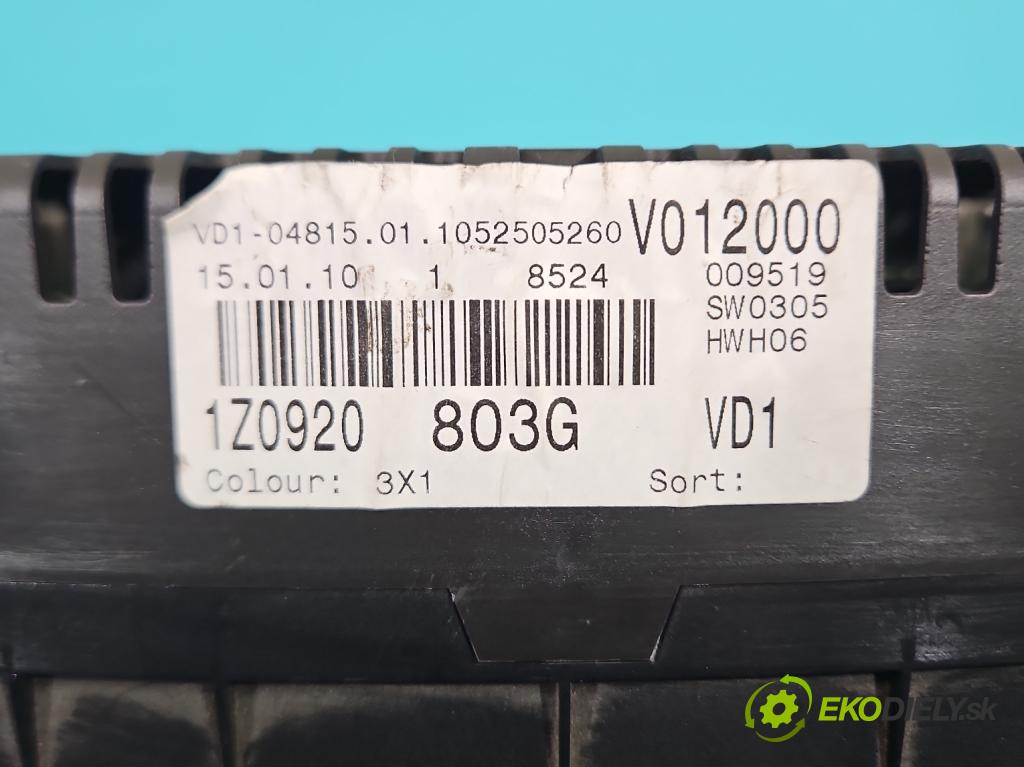 VD1-04815.01.1052505260 V012000
15.01.10 1 8524 009519
SW0305
HWH06
1Z0920 803G VD1
Colour: 3X1 Sort:
EKODIELY.sk